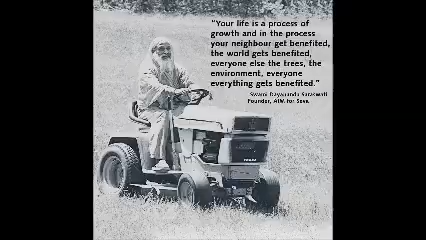 “Your life is a process of
growth and in the process
your neighbour get benefited,
the world gets benefited,
everyone else the trees, the
environment, everyone
everything gets benefited.”
Swami Dayananda Saraswati
Founder, AIM for Seva.